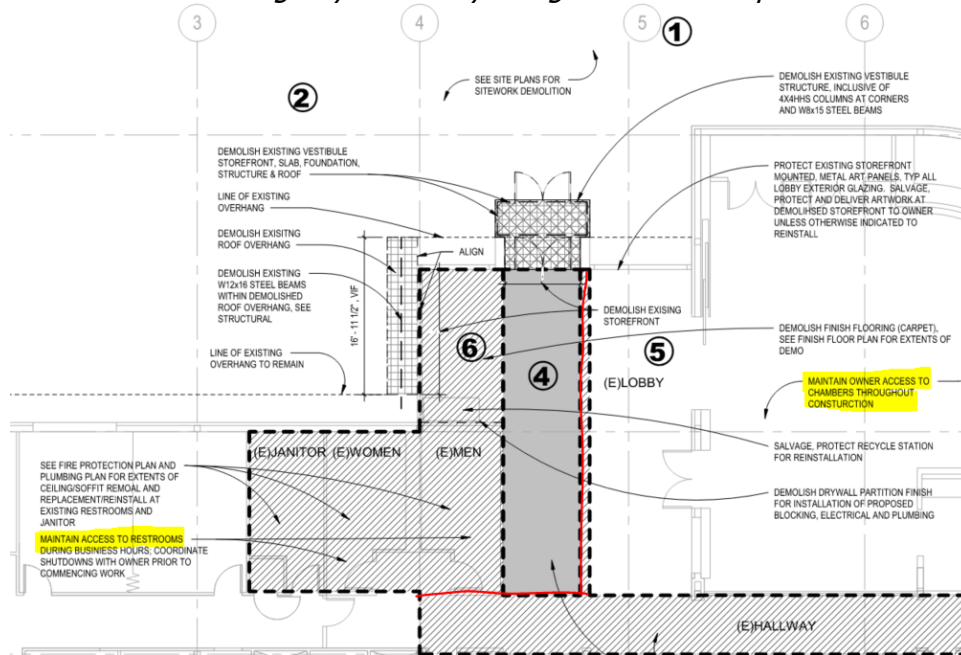 3
4
5
6
1
2
SEE SITE PLANS FOR
SITEWORK DEMOLITION
DEMOLISH EXISTING VESTIBULE
STRUCTURE, INCLUSIVE OF
4X4HHS COLUMNS AT CORNERS
AND W8x15 STEEL BEAMS
DEMOLISH EXISTING VESTIBULE
STOREFRONT, SLAB, FOUNDATION,
STRUCTURE & ROOF
LINE OF EXISTING
OVERHANG
DEMOLISH EXISITNG
ROOF OVERHANG
ALIGN
DEMOLISH EXISTING
W12x16 STEEL BEAMS
WITHIN DEMOLISHED
ROOF OVERHANG, SEE
STRUCTURAL
16' - 11 1/2", VIF
LINE OF EXISTING
OVERHANG TO REMAIN
PROTECT EXISTING STOREFRONT
MOUNTED, METAL ART PANELS, TYP ALL
LOBBY EXTERIOR GLAZING. SALVAGE,
PROTECT AND DELIVER ARTWORK AT
DEMOLIHSED STOREFRONT TO OWNER
UNLESS OTHERWISE INDICATED TO
REINSTALL
DEMOLISH EXISING
STOREFRONT
6
4
5
(E)LOBBY
DEMOLISH FINISH FLOORING (CARPET),
SEE FINISH FLOOR PLAN FOR EXTENTS OF
DEMO
MAINTAIN OWNER ACCESS TO
CHAMBERS THROUGHOUT
CONSTURCTION
SALVAGE, PROTECT RECYCLE STATION
FOR REINSTALLATION
DEMOLISH DRYWALL PARTITION FINISH
FOR INSTALLATION OF PROPOSED
BLOCKING, ELECTRICAL AND PLUMBING
(E)JANITOR
(E)WOMEN
(E)MEN
SEE FIRE PROTECTION PLAN AND
PLUMBING PLAN FOR EXTENTS OF
CEILING/SOFFIT REMOAL AND
REPLACEMENT/REINSTALL AT
EXISTING RESTROOMS AND
JANITOR
MAINTAIN ACCESS TO RESTROOMS
DURING BUSINIESS HOURS; COORDINATE
SHUTDOWNS WITH OWNER PRIOR TO
COMMENCING WORK
(E)HALLWAY